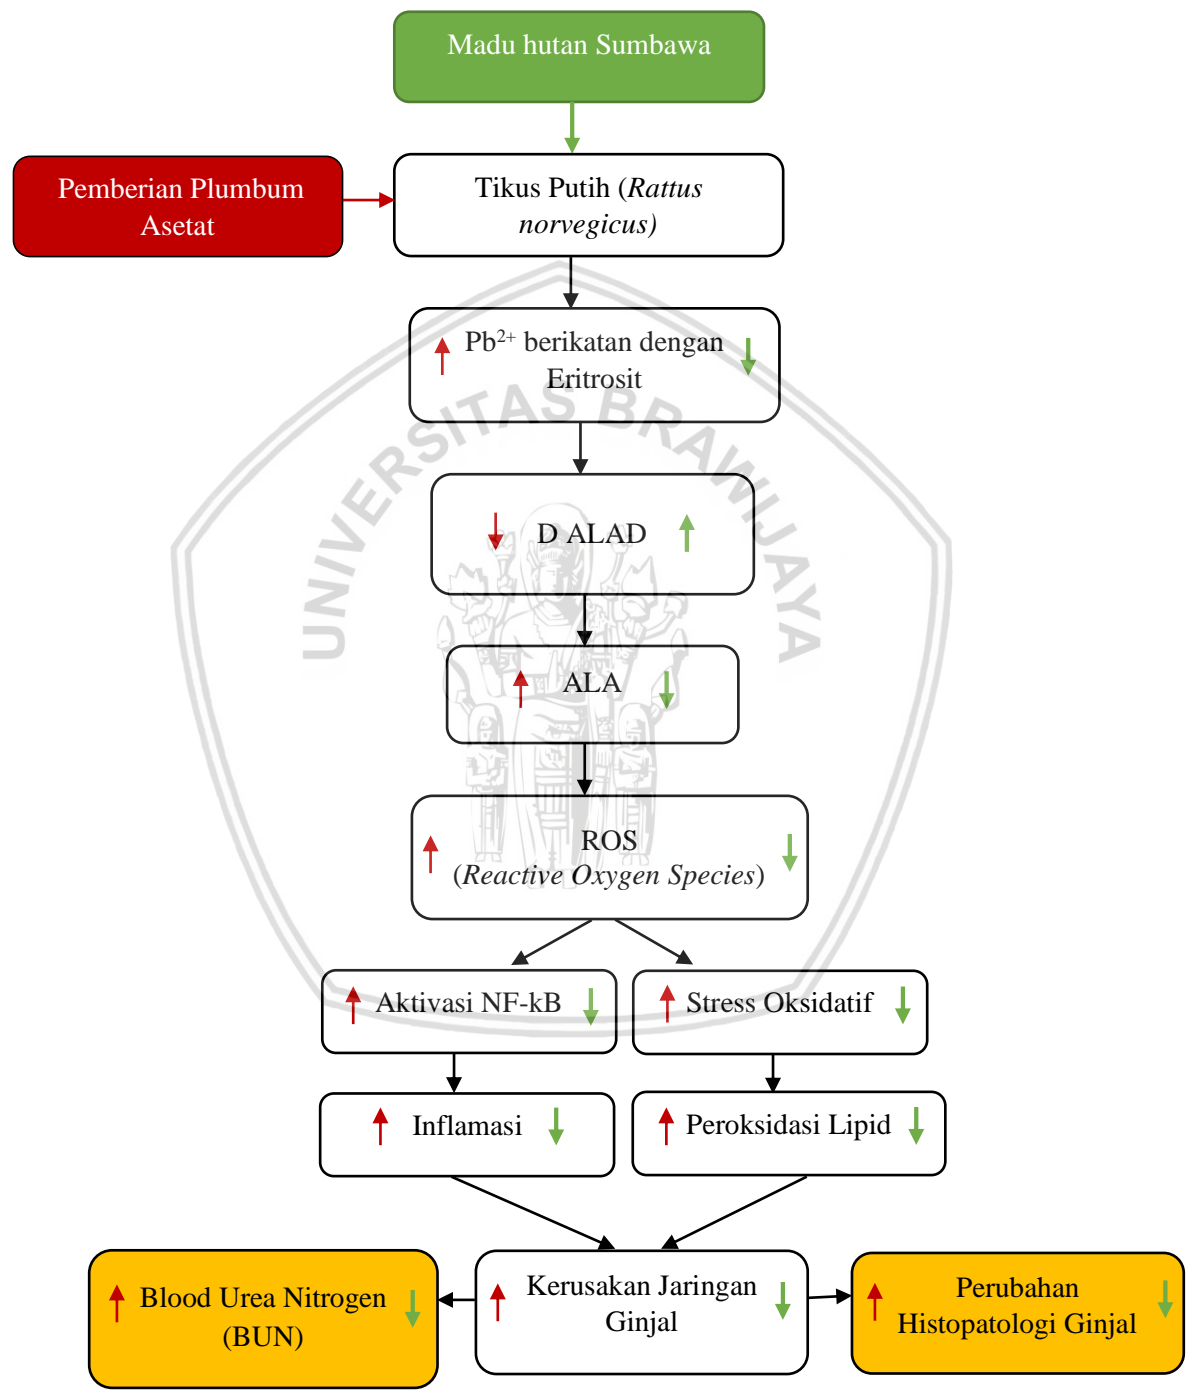 Madu hutan Sumbawa
Pemberian Plumbum
Asetat
Tikus Putih (Rattus
norvegicus)
Pb²⁺ berikatan dengan
Eritrosit
UNIVERSITAS BRAWIJAYA
D ALAD
ALA
ROS
(Reactive Oxygen Species)
Aktivasi NF-kB
Stress Oksidatif
Inflamasi
Peroksidasi Lipid
Blood Urea Nitrogen
(BUN)
Kerusakan Jaringan
Ginjal
Perubahan
Histopatologi Ginjal